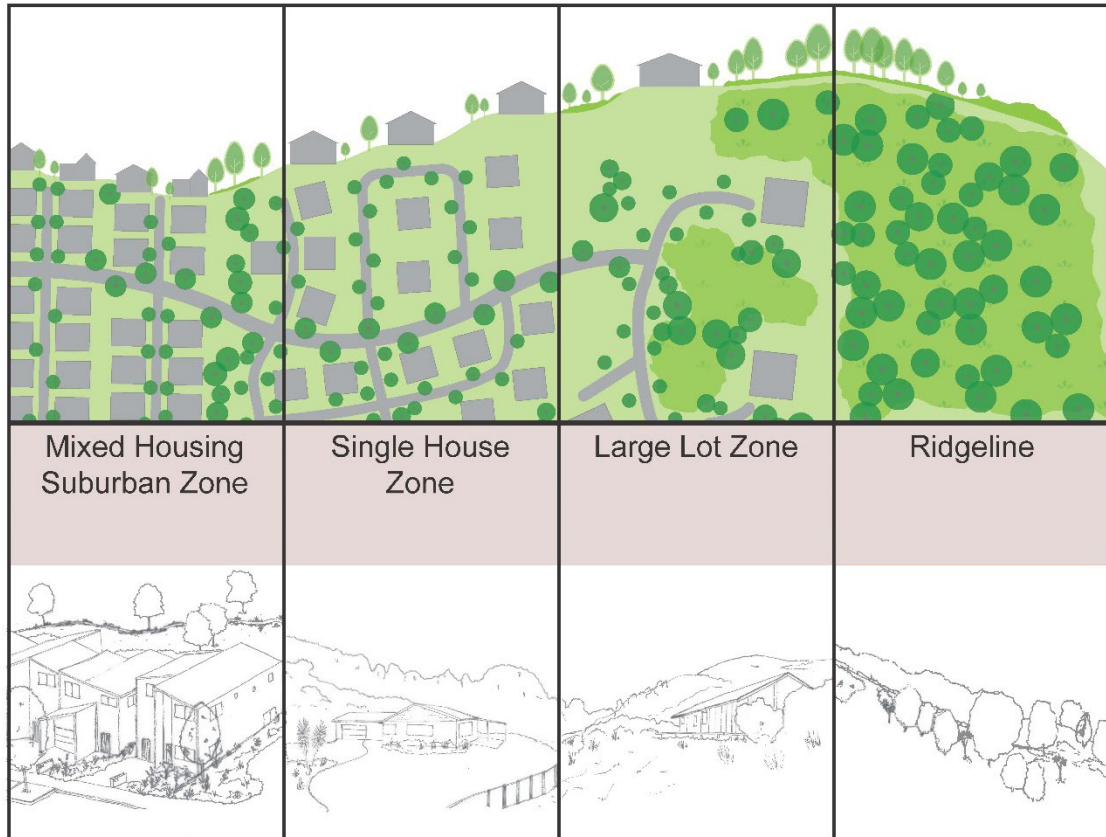 Mixed Housing
Suburban Zone
Single House
Zone
Large Lot Zone
Ridgeline